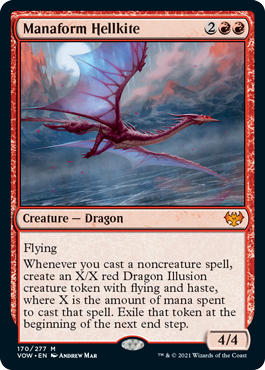 Manaform Hellkite 2
Creature — Dragon
Flying
Whenever you cast a noncreature spell,
create an X/X red Dragon Illusion
creature token with flying and haste,
where X is the amount of mana spent
to cast that spell. Exile that token at the
beginning of the next end step.
4/4
170/277 M
VOW • EN Andrew Mar
™ & © 2021 Wizards of the Coast